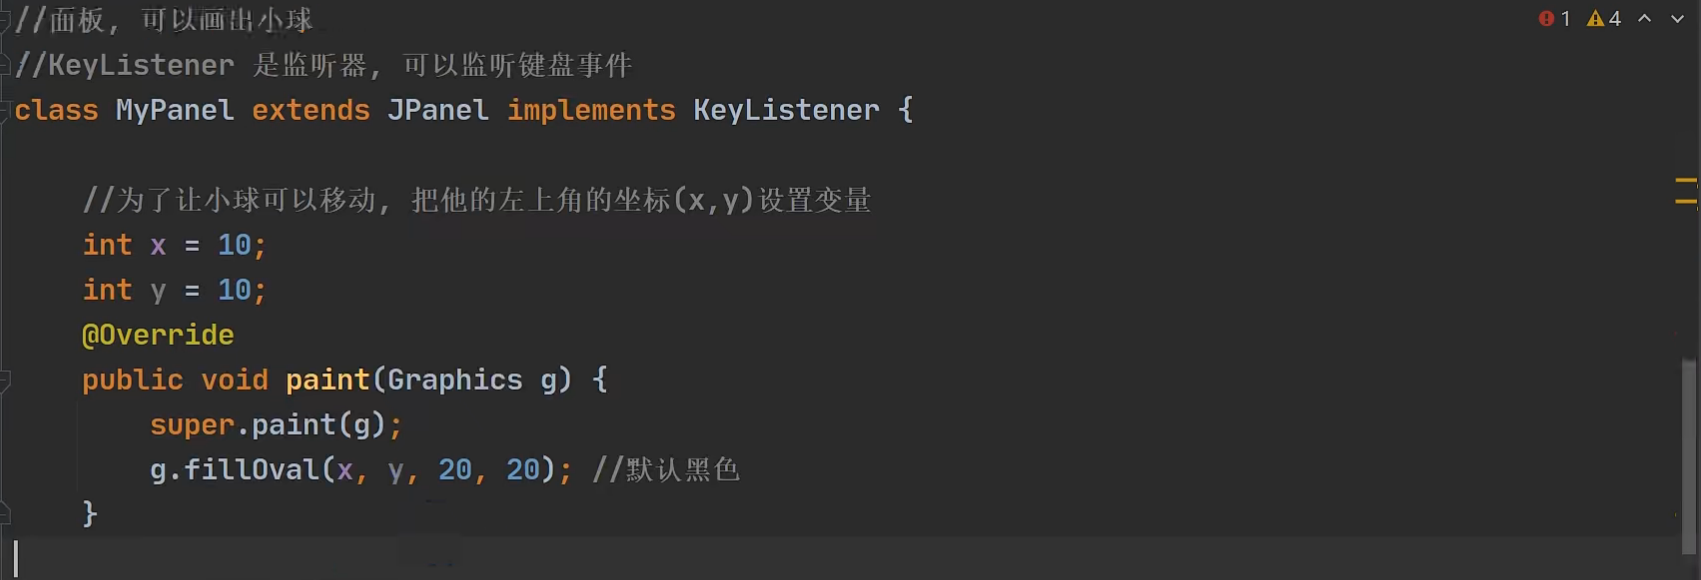 //面板, 可以画出小球
1 4
//KeyListener 是监听器, 可以监听键盘事件
class MyPanel extends JPanel implements KeyListener {
//为了让小球可以移动, 把他的左上角的坐标(x,y)设置变量
int x = 10;
int y = 10;
@Override
public void paint(Graphics g) {
super.paint(g);
g.fillOval(x, y, 20, 20); //默认黑色
}